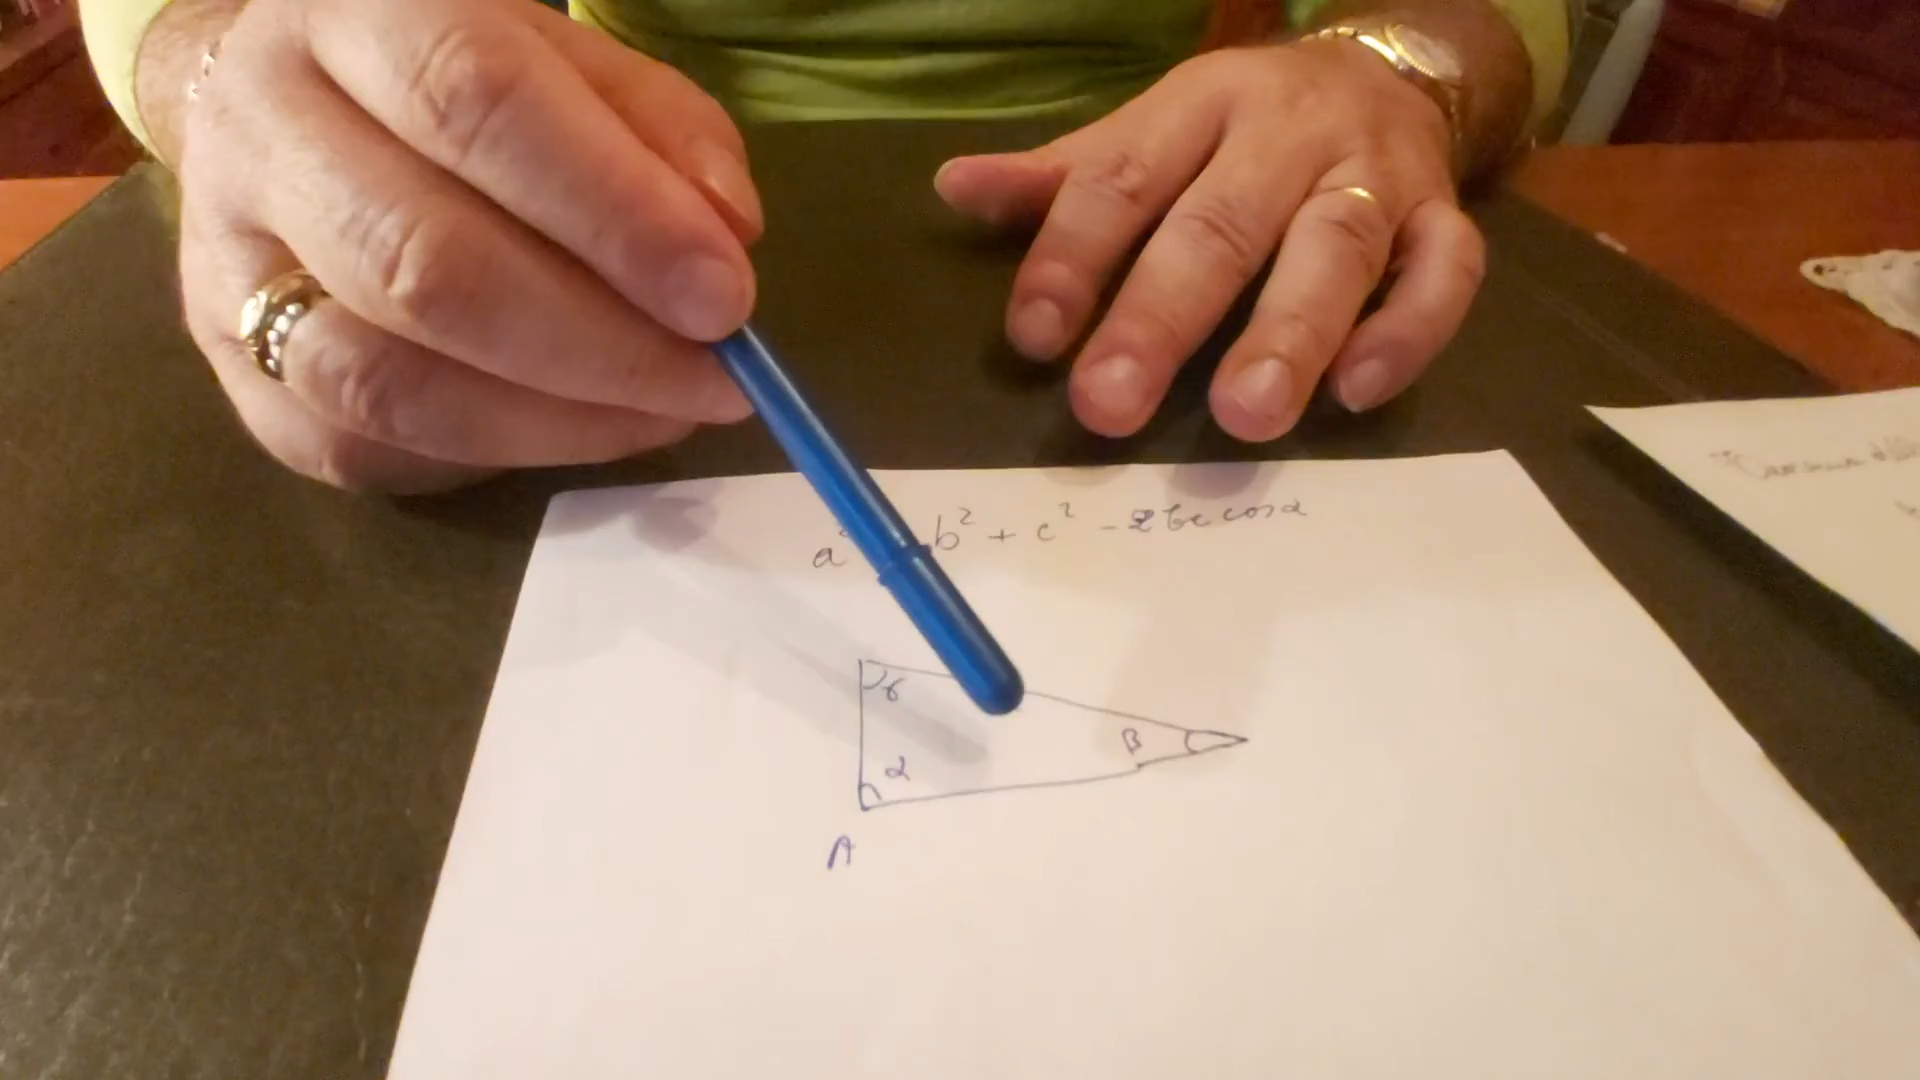 a² b² + c² - 2bc cos α
γ
β
α
A